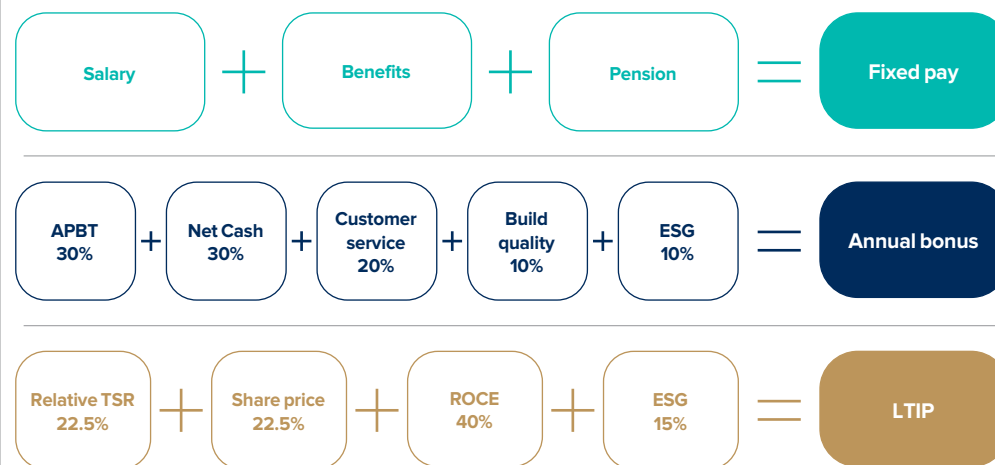 Salary
Benefits
Pension
Fixed pay
APBT
30%
Net Cash
30%
Customer
service
20%
Build
quality
10%
ESG
10%
Annual bonus
Relative TSR
22.5%
Share price
22.5%
ROCE
40%
ESG
15%
LTIP